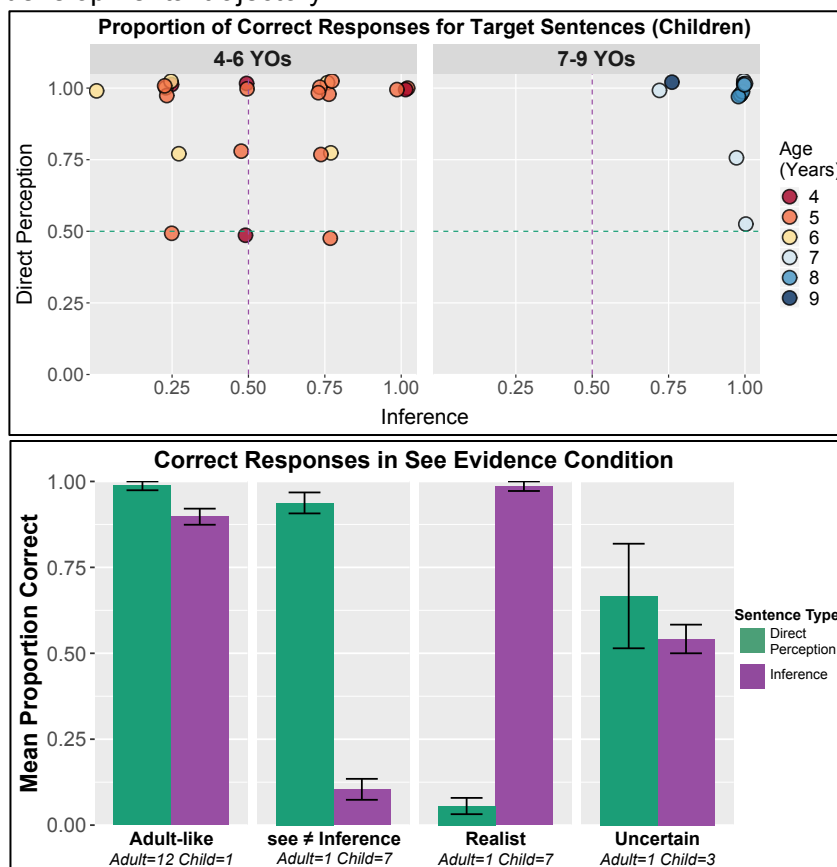 Proportion of Correct Responses for Target Sentences (Children)
4-6 YOs
7-9 YOs
1.00
0.75
0.50
0.25
0.00
Direct Perception
0.25
0.50
0.75
1.00
0.25
0.50
0.75
1.00
Inference
Age
(Years)
4
5
6
7
8
9
Correct Responses in See Evidence Condition
1.00
0.75
0.50
0.25
0.00
Mean Proportion Correct
Sentence Type
Direct
Perception
Inference
Adult-like
Adult=12 Child=1
see ≠ Inference
Adult=1 Child=7
Realist
Adult=1 Child=7
Uncertain
Adult=1 Child=3